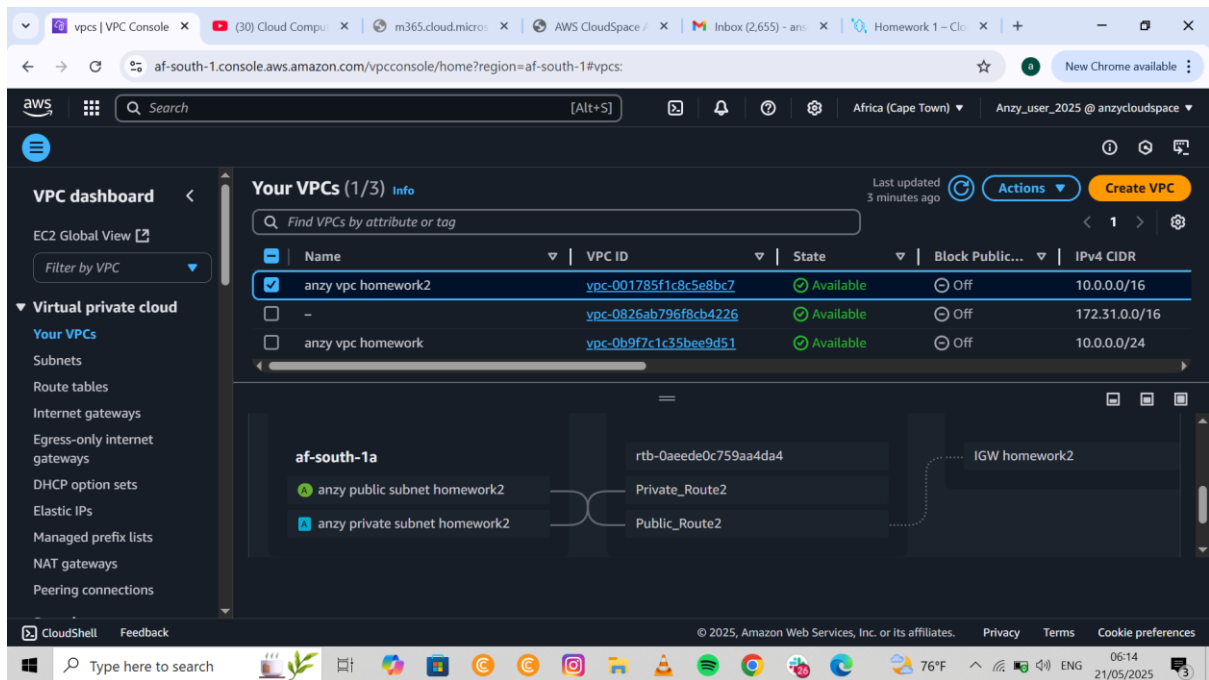 vpcs | VPC Console
(30) Cloud Compu
m365.cloud.micros
AWS CloudSpace A
Inbox (2,655) - ans
Homework 1 – Clo
af-south-1.console.aws.amazon.com/vpcconsole/home?region=af-south-1#vpcs:
a
New Chrome available
aws
Search
[Alt+S]
Africa (Cape Town)
Anzy_user_2025 @ anzycloudspace
VPC dashboard
EC2 Global View
Filter by VPC
Virtual private cloud
Your VPCs
Subnets
Route tables
Internet gateways
Egress-only internet
gateways
DHCP option sets
Elastic IPs
Managed prefix lists
NAT gateways
Peering connections
Your VPCs (1/3) Info
Last updated
3 minutes ago
Actions
Create VPC
Find VPCs by attribute or tag
1
Name VPC ID State Block Public... IPv4 CIDR
anzy vpc homework2 vpc-001785f1c8c5e8bc7 Available Off 10.0.0.0/16
– vpc-0826ab796f8cb4226 Available Off 172.31.0.0/16
anzy vpc homework vpc-0b9f7c1c35bee9d51 Available Off 10.0.0.0/24
af-south-1a
A anzy public subnet homework2
A anzy private subnet homework2
rtb-0aeede0c759aa4da4
Private_Route2
Public_Route2
IGW homework2
CloudShell Feedback
© 2025, Amazon Web Services, Inc. or its affiliates. Privacy Terms Cookie preferences
Type here to search
26
76°F
ENG
06:14
21/05/2025
3